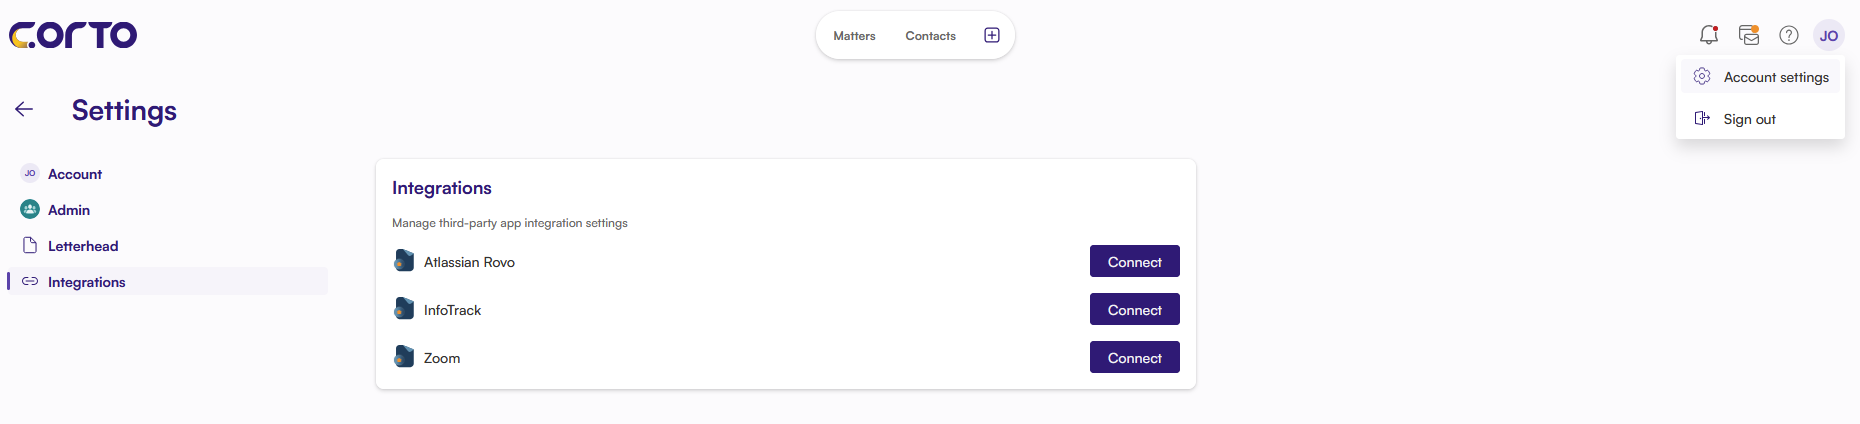 CORTO
Matters Contacts
JO
Account settings
Sign out
Settings
JO Account
Admin
Letterhead
Integrations
Integrations
Manage third-party app integration settings
Atlassian Rovo Connect
InfoTrack Connect
Zoom Connect